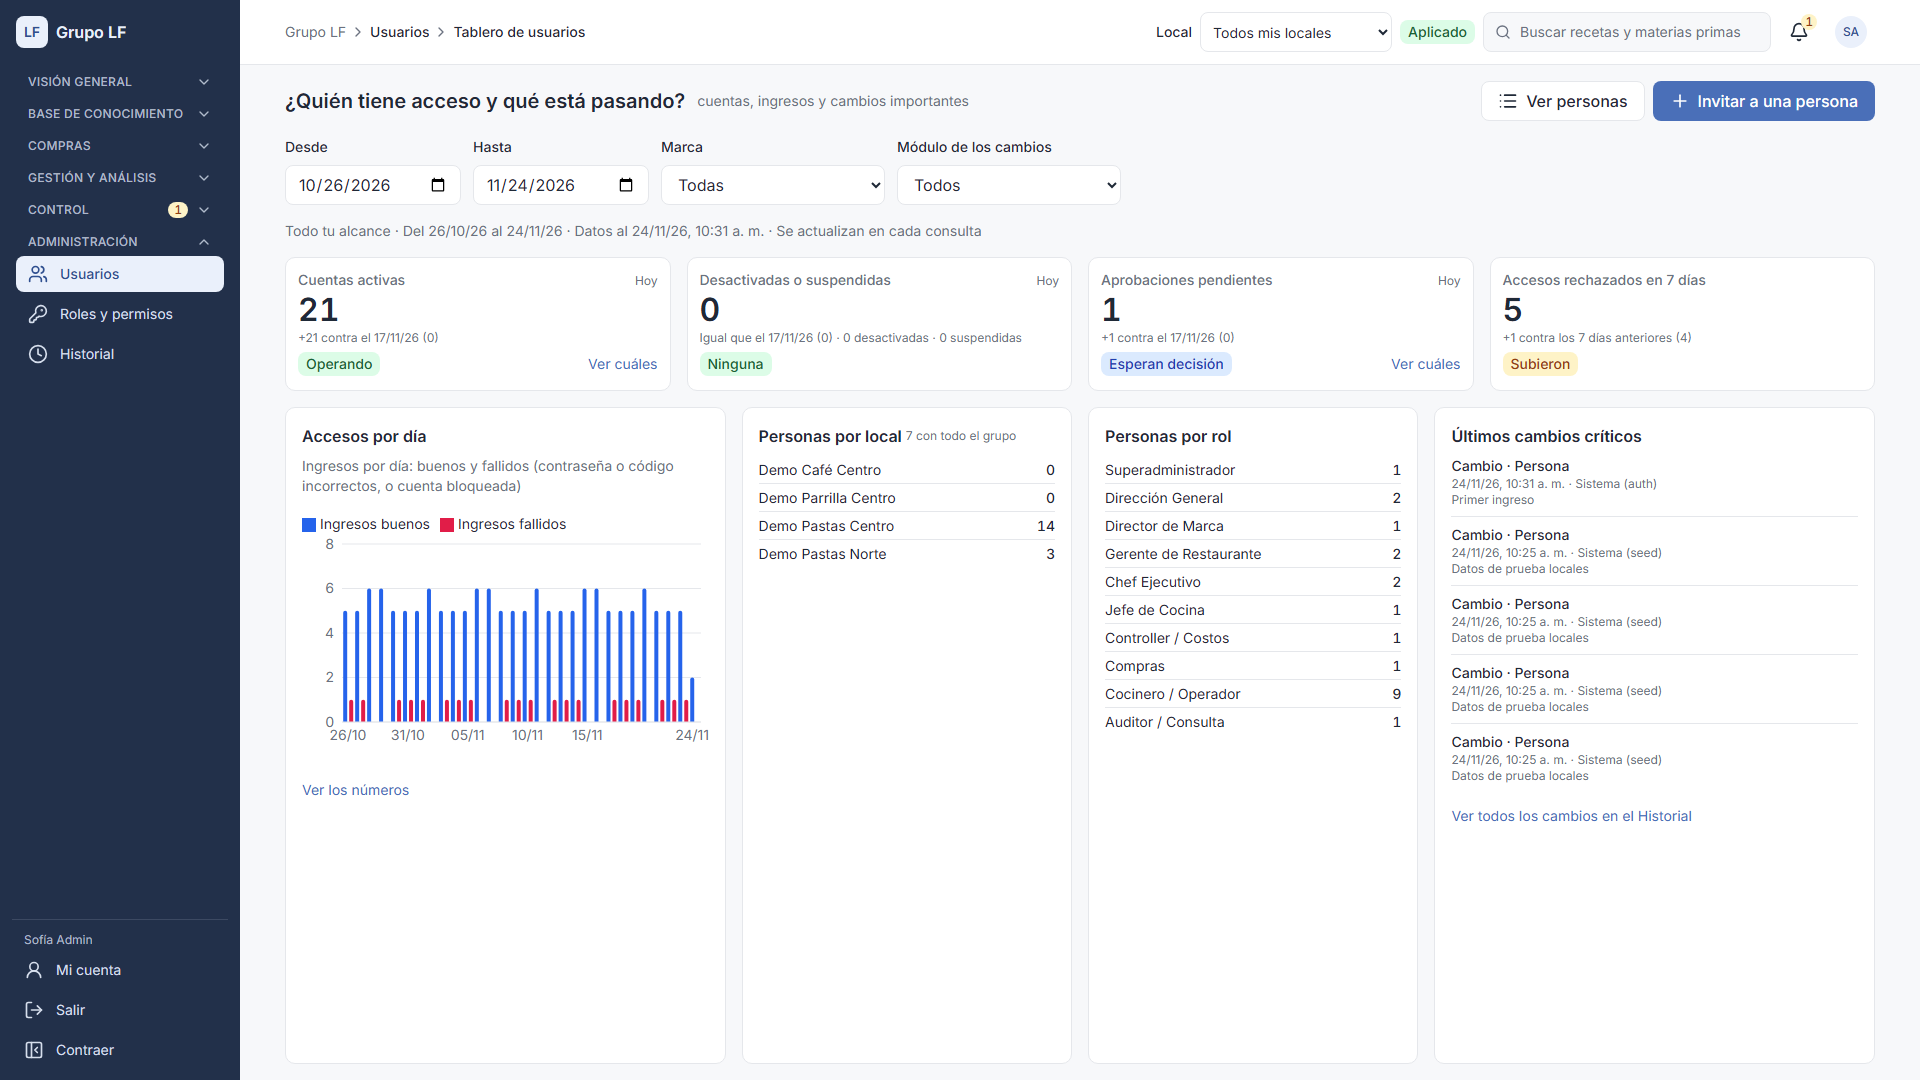 LF Grupo LF
VISIÓN GENERAL
BASE DE CONOCIMIENTO
COMPRAS
GESTIÓN Y ANÁLISIS
CONTROL 1
ADMINISTRACIÓN
Usuarios
Roles y permisos
Historial
Sofía Admin
Mi cuenta
Salir
Contraer
Grupo LF > Usuarios > Tablero de usuarios
Local Todos mis locales Aplicado Buscar recetas y materias primas 1 SA
¿Quién tiene acceso y qué está pasando? cuentas, ingresos y cambios importantes
Ver personas + Invitar a una persona
Desde Hasta Marca Módulo de los cambios
10/26/2026 11/24/2026 Todas Todos
Todo tu alcance · Del 26/10/26 al 24/11/26 · Datos al 24/11/26, 10:31 a. m. · Se actualizan en cada consulta
Cuentas activas Hoy
21
+21 contra el 17/11/26 (0)
Operando Ver cuáles
Desactivadas o suspendidas Hoy
0
Igual que el 17/11/26 (0) · 0 desactivadas · 0 suspendidas
Ninguna
Aprobaciones pendientes Hoy
1
+1 contra el 17/11/26 (0)
Esperan decisión Ver cuáles
Accesos rechazados en 7 días
5
+1 contra los 7 días anteriores (4)
Subieron
Accesos por día
Ingresos por día: buenos y fallidos (contraseña o código
incorrectos, o cuenta bloqueada)
Ingresos buenos Ingresos fallidos
8
6
4
2
0
26/10 31/10 05/11 10/11 15/11 24/11
Ver los números
Personas por local 7 con todo el grupo
Demo Café Centro 0
Demo Parrilla Centro 0
Demo Pastas Centro 14
Demo Pastas Norte 3
Personas por rol
Superadministrador 1
Dirección General 2
Director de Marca 1
Gerente de Restaurante 2
Chef Ejecutivo 2
Jefe de Cocina 1
Controller / Costos 1
Compras 1
Cocinero / Operador 9
Auditor / Consulta 1
Últimos cambios críticos
Cambio · Persona
24/11/26, 10:31 a. m. · Sistema (auth)
Primer ingreso
Cambio · Persona
24/11/26, 10:25 a. m. · Sistema (seed)
Datos de prueba locales
Cambio · Persona
24/11/26, 10:25 a. m. · Sistema (seed)
Datos de prueba locales
Cambio · Persona
24/11/26, 10:25 a. m. · Sistema (seed)
Datos de prueba locales
Cambio · Persona
24/11/26, 10:25 a. m. · Sistema (seed)
Datos de prueba locales
Ver todos los cambios en el Historial